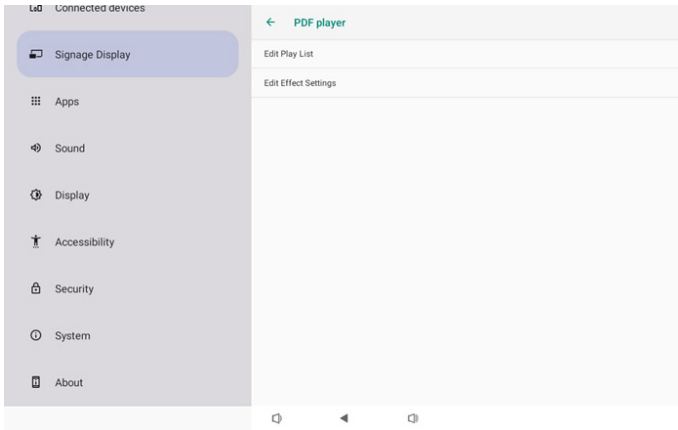 Connected devices
Signage Display
Apps
Sound
Display
Accessibility
Security
System
About
PDF player
Edit Play List
Edit Effect Settings